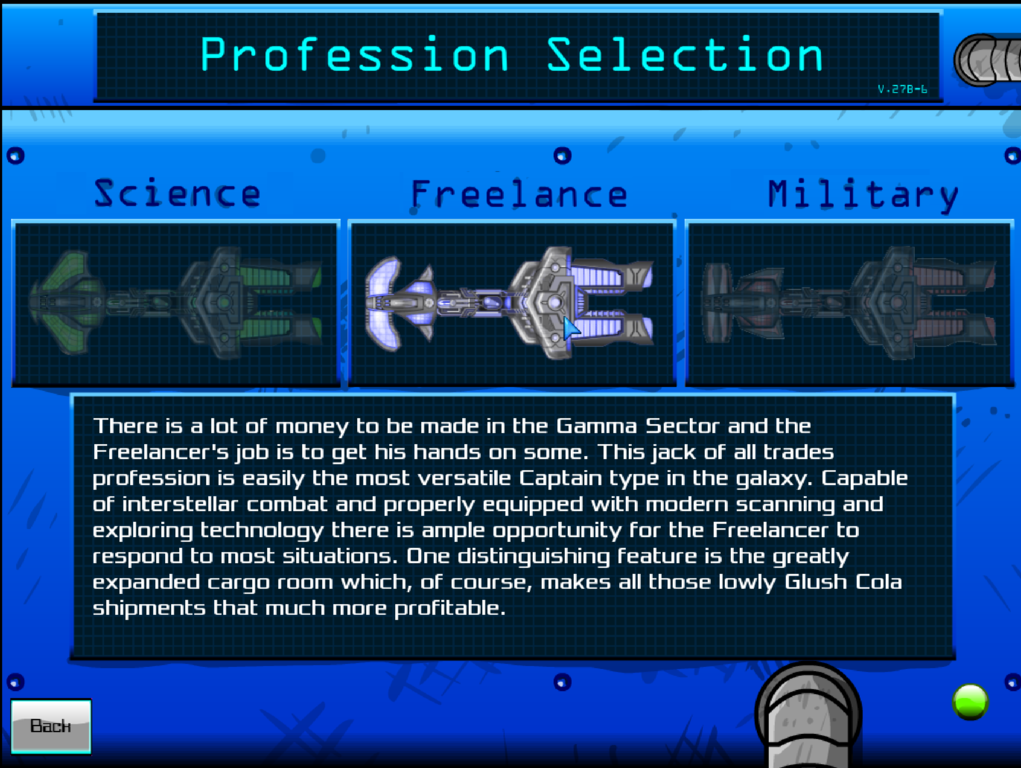 Profession Selection
V.27B-6
Science
Freelance
Military
There is a lot of money to be made in the Gamma Sector and the
Freelancer's job is to get his hands on some. This jack of all trades
profession is easily the most versatile Captain type in the galaxy. Capable
of interstellar combat and properly equipped with modern scanning and
exploring technology there is ample opportunity for the Freelancer to
respond to most situations. One distinguishing feature is the greatly
expanded cargo room which, of course, makes all those lowly Glush Cola
shipments that much more profitable.
Back